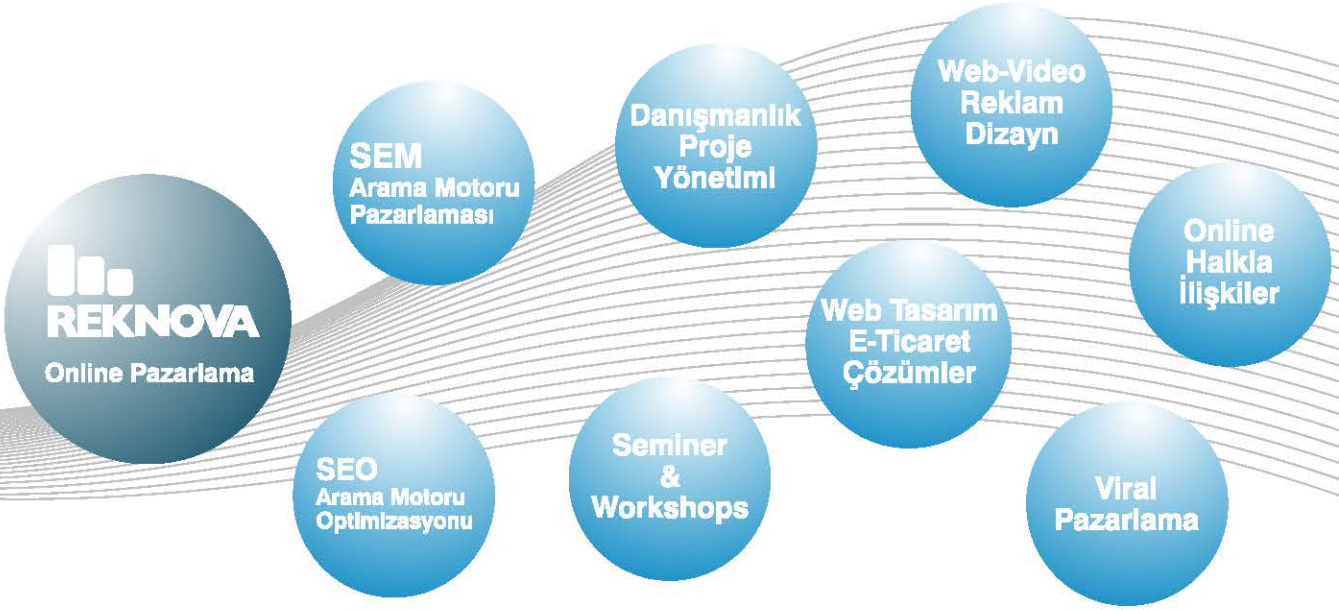 REKNOVA
Online Pazarlama
SEM
Arama Motoru
Pazarlaması
SEO
Arama Motoru
Optimizasyonu
Danışmanlık
Proje
Yönetimi
Seminer
&
Workshops
Web-Video
Reklam
Dizayn
Web Tasarım
E-Ticaret
Çözümler
Online
Halkla
İlişkiler
Viral
Pazarlama